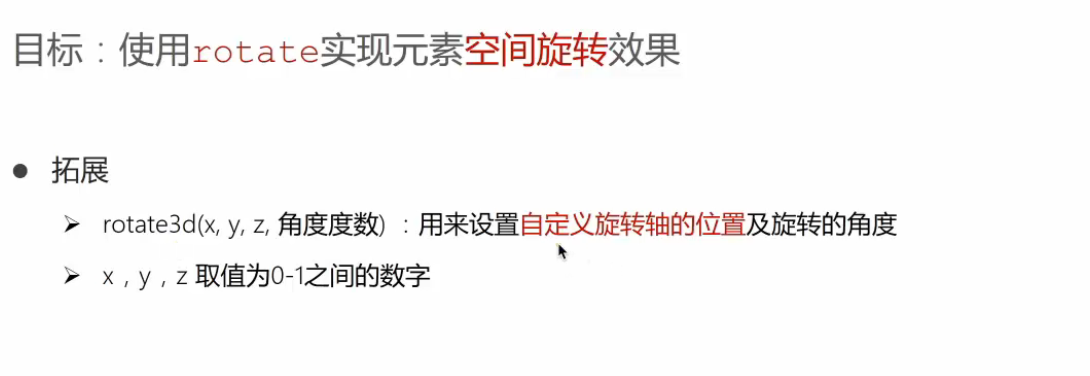 目标：使用rotate实现元素空间旋转效果
● 拓展
➢ rotate3d(x, y, z, 角度度数) ：用来设置自定义旋转轴的位置及旋转的角度
➢ x，y，z 取值为0-1之间的数字